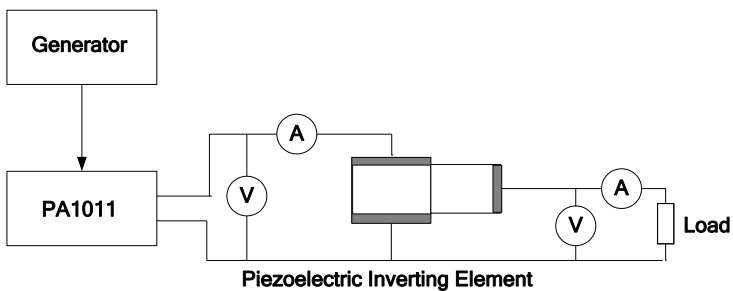 Generator
A
A
PA1011
V
V
Load
Piezoelectric Inverting Element